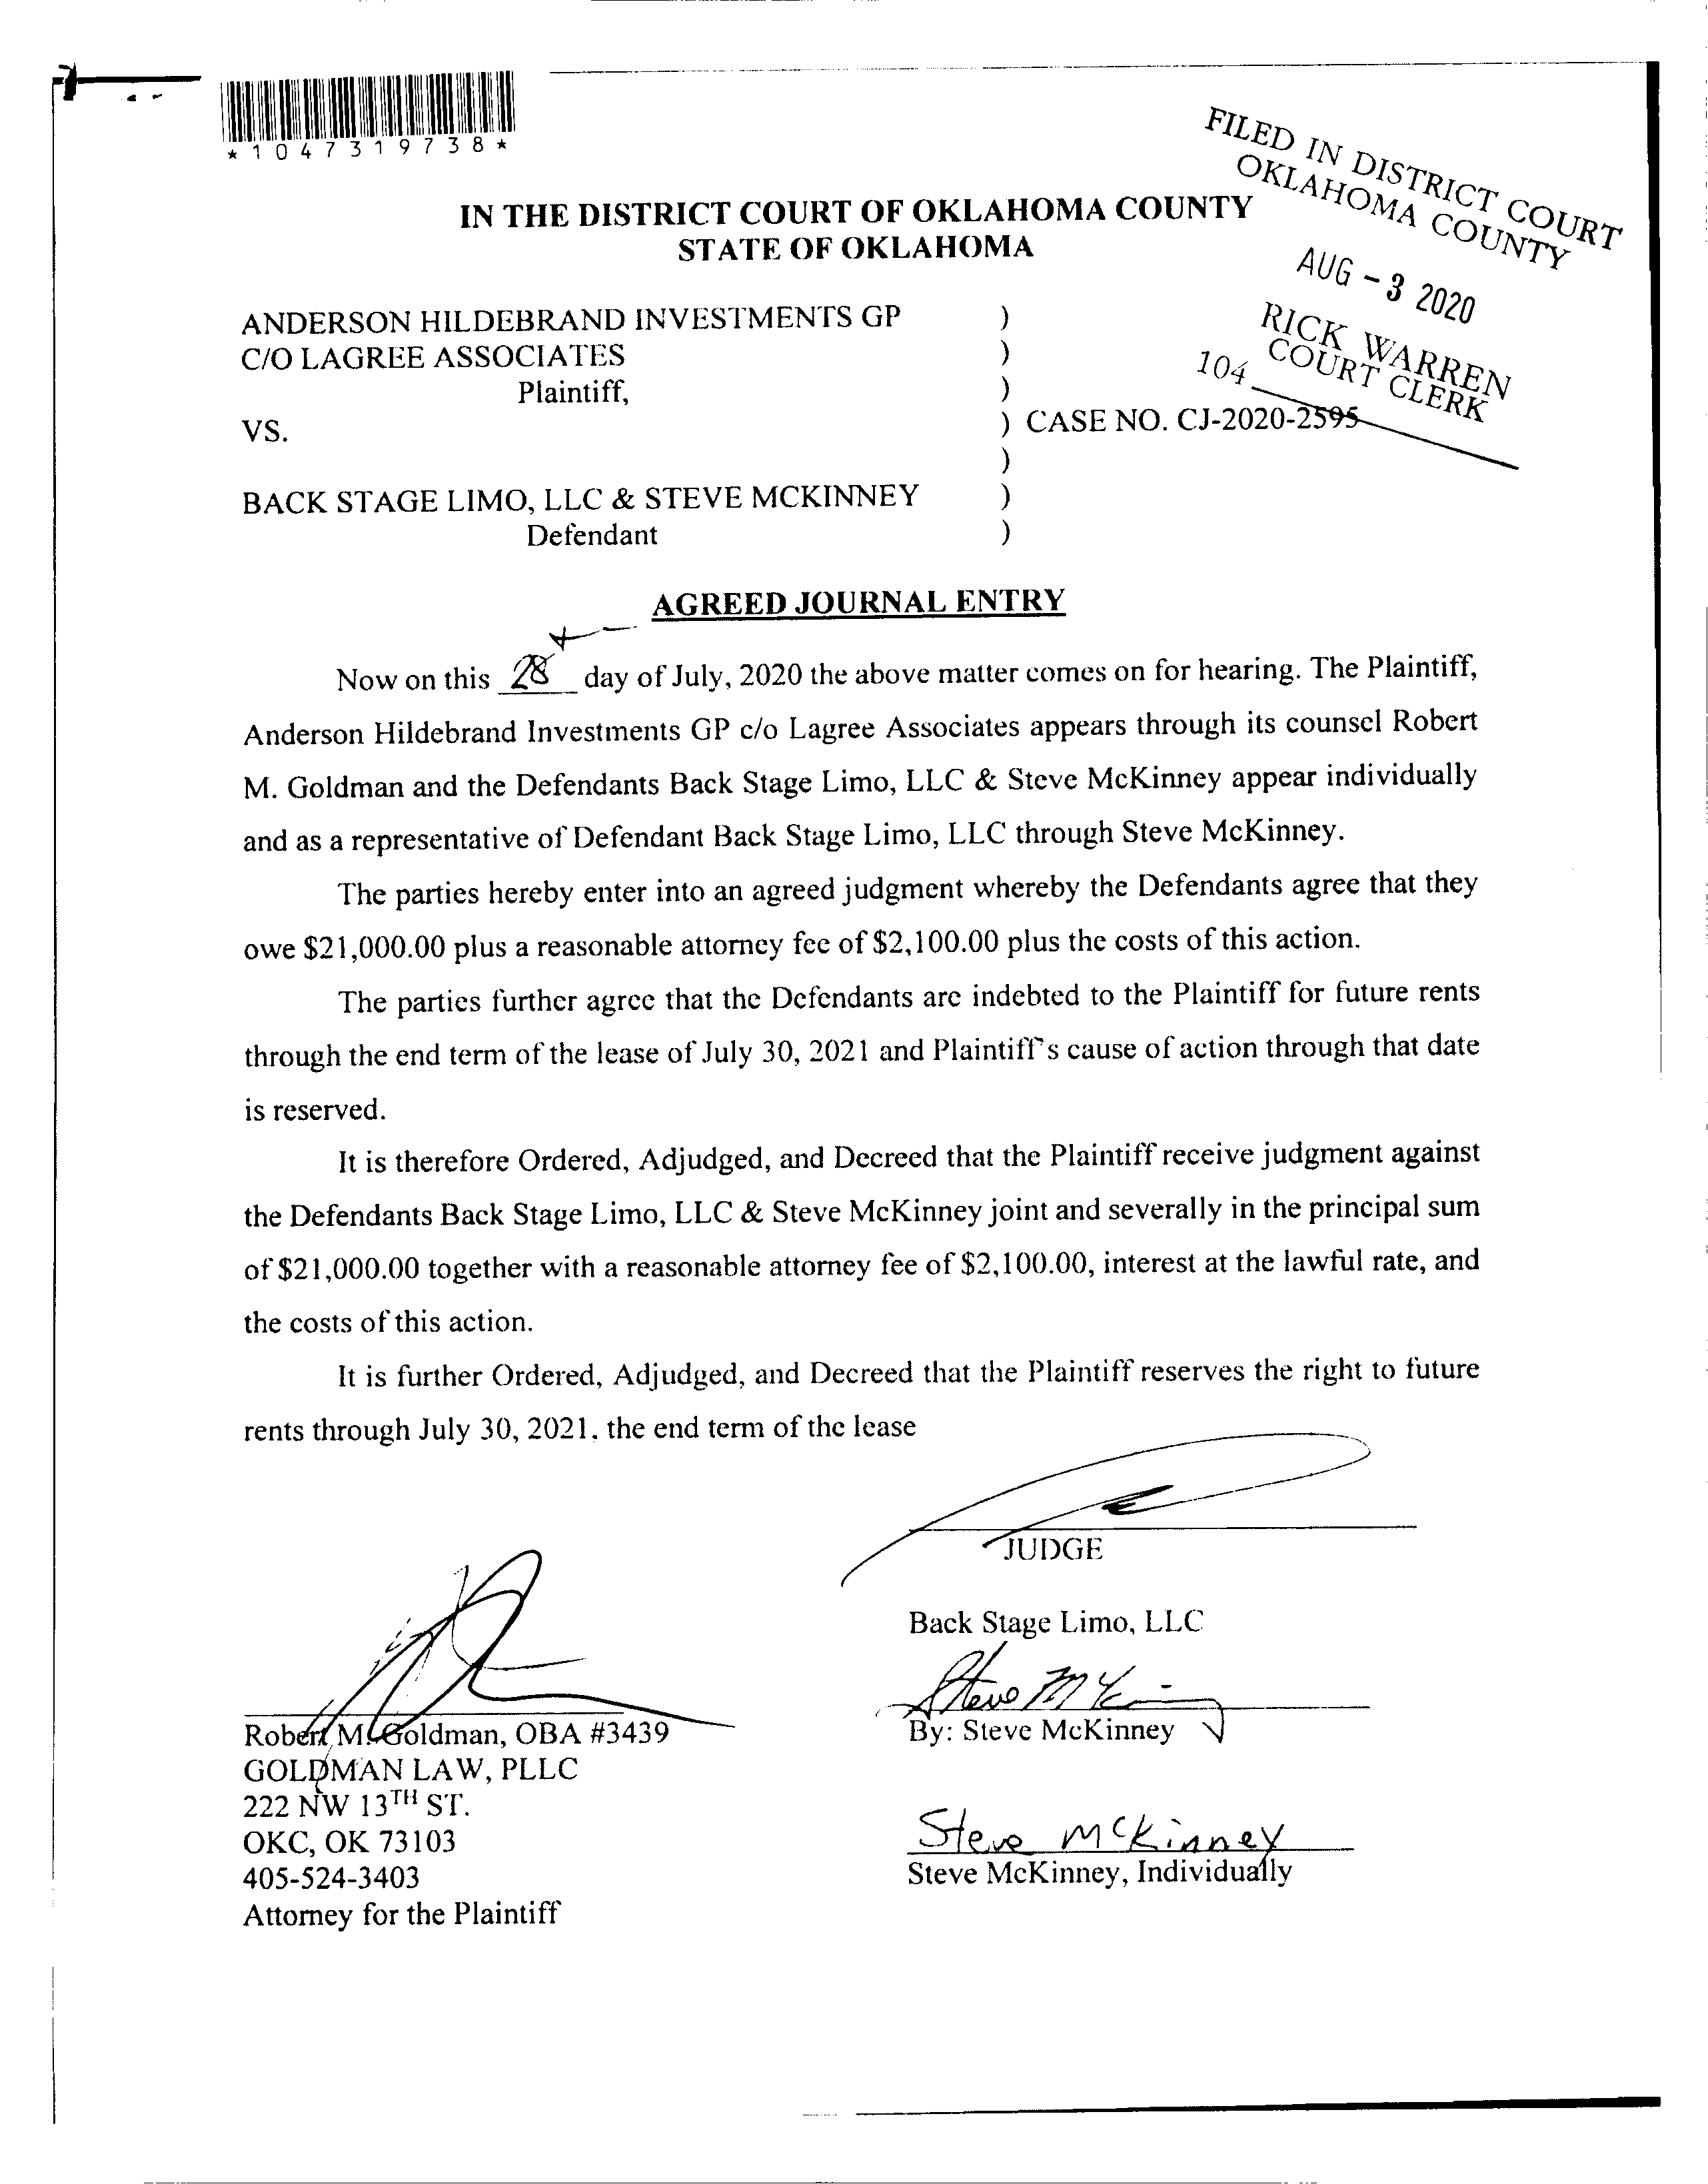 *1047319738*
FILED IN DISTRICT COURT
OKLAHOMA COUNTY
AUG - 3 2020
RICK WARREN
COURT CLERK
104
IN THE DISTRICT COURT OF OKLAHOMA COUNTY
STATE OF OKLAHOMA
ANDERSON HILDEBRAND INVESTMENTS GP )
C/O LAGREE ASSOCIATES )
Plaintiff, )
VS. ) CASE NO. CJ-2020-2595
)
BACK STAGE LIMO, LLC & STEVE MCKINNEY )
Defendant )
AGREED JOURNAL ENTRY
Now on this 28 day of July, 2020 the above matter comes on for hearing. The Plaintiff,
Anderson Hildebrand Investments GP c/o Lagree Associates appears through its counsel Robert
M. Goldman and the Defendants Back Stage Limo, LLC & Steve McKinney appear individually
and as a representative of Defendant Back Stage Limo, LLC through Steve McKinney.
The parties hereby enter into an agreed judgment whereby the Defendants agree that they
owe $21,000.00 plus a reasonable attorney fee of $2,100.00 plus the costs of this action.
The parties further agree that the Defendants are indebted to the Plaintiff for future rents
through the end term of the lease of July 30, 2021 and Plaintiff's cause of action through that date
is reserved.
It is therefore Ordered, Adjudged, and Decreed that the Plaintiff receive judgment against
the Defendants Back Stage Limo, LLC & Steve McKinney joint and severally in the principal sum
of $21,000.00 together with a reasonable attorney fee of $2,100.00, interest at the lawful rate, and
the costs of this action.
It is further Ordered, Adjudged, and Decreed that the Plaintiff reserves the right to future
rents through July 30, 2021, the end term of the lease
JUDGE
Robert M. Goldman, OBA #3439
GOLDMAN LAW, PLLC
222 NW 13TH ST.
OKC, OK 73103
405-524-3403
Attorney for the Plaintiff
Back Stage Limo, LLC
By: Steve McKinney
Steve McKinney
Steve McKinney, Individually